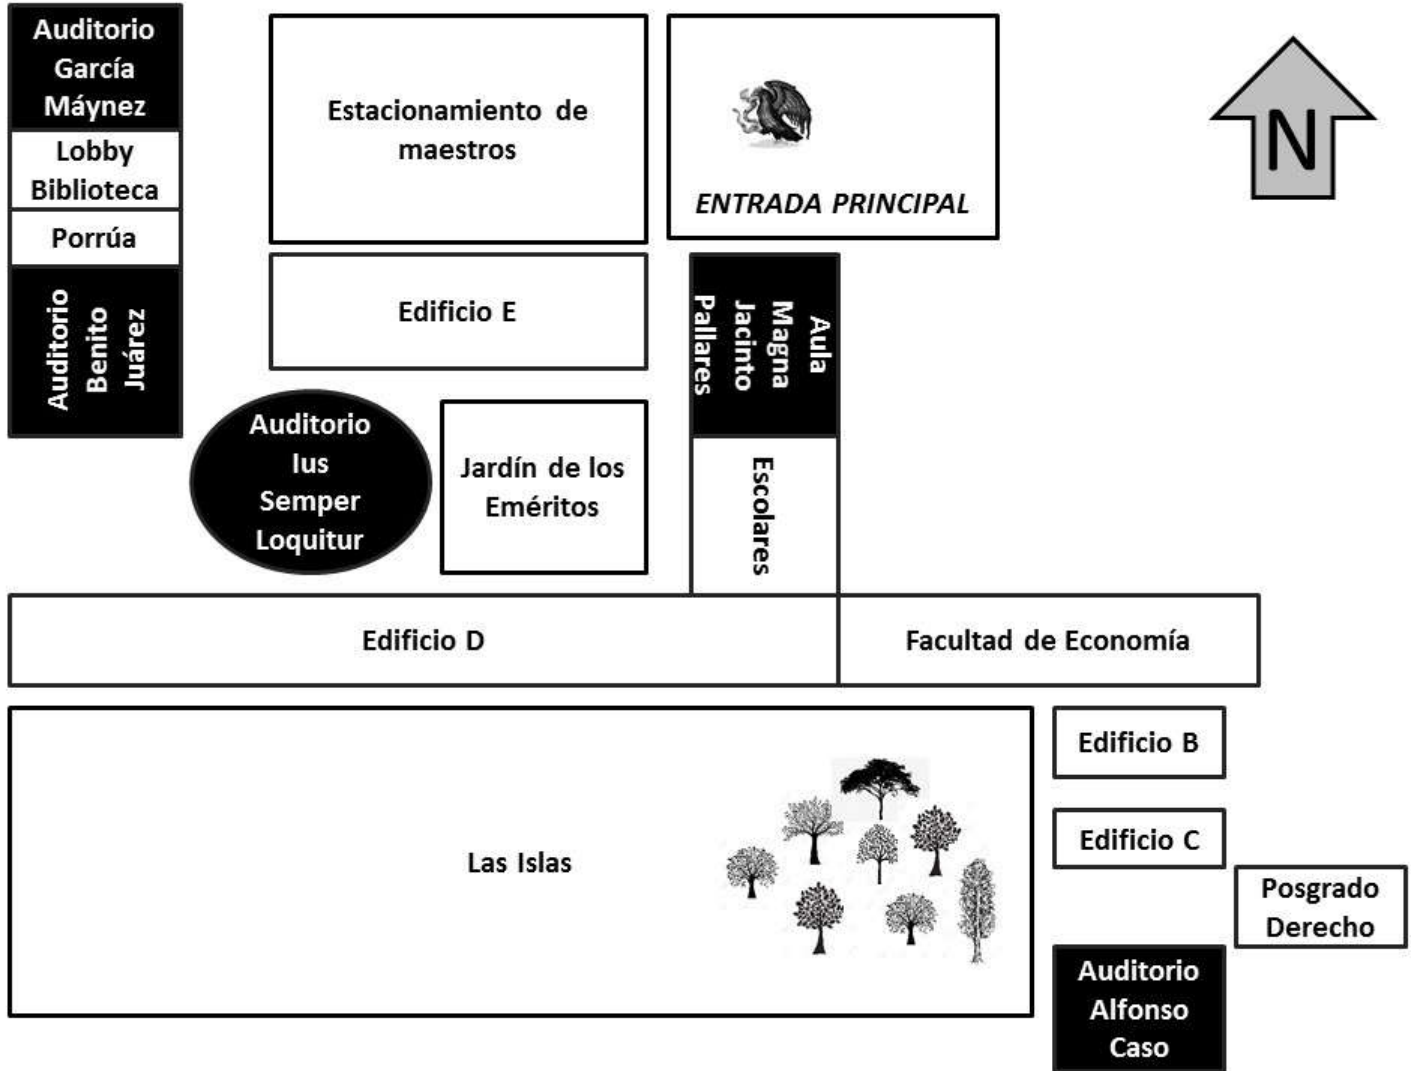 Auditorio
García
Máynez
Lobby
Biblioteca
Porrúa
Auditorio
Benito
Juárez
Estacionamiento de
maestros
ENTRADA PRINCIPAL
N
Edificio E
Aula
Magna
Jacinto
Pallares
Auditorio
Ius
Semper
Loquitur
Jardín de los
Eméritos
Escolares
Edificio D
Facultad de Economía
Las Islas
Edificio B
Edificio C
Posgrado
Derecho
Auditorio
Alfonso
Caso